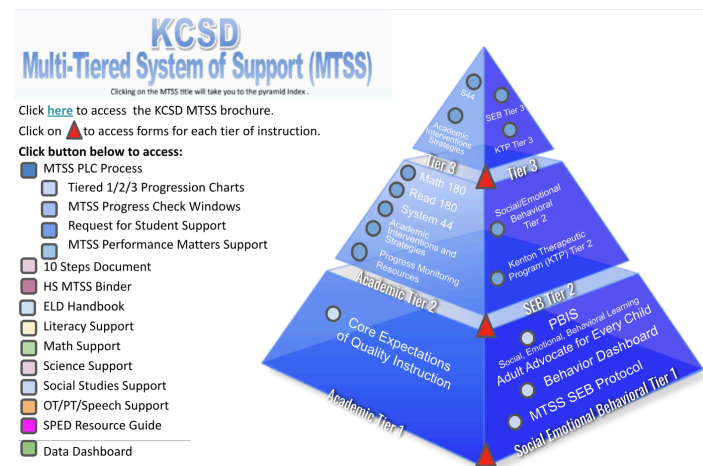 KCSD
Multi-Tiered System of Support (MTSS)
Clicking on the MTSS title will take you to the pyramid Index .
Click here to access the KCSD MTSS brochure.
Click on to access forms for each tier of instruction.
Click button below to access:
MTSS PLC Process
Tiered 1/2/3 Progression Charts
MTSS Progress Check Windows
Request for Student Support
MTSS Performance Matters Support
10 Steps Document
HS MTSS Binder
ELD Handbook
Literacy Support
Math Support
Science Support
Social Studies Support
OT/PT/Speech Support
SPED Resource Guide
Data Dashboard
S44
Academic
Interventions
Strategies
Tier 3
SEB Tier 3
KTP Tier 3
Tier 3
Math 180
Read 180
System 44
Academic
Interventions and
Strategies
Progress Monitoring
Resources
Academic Tier 2
Social/Emotional
Behavioral
Tier 2
Kenton Therapeutic
Program (KTP) Tier 2
SEB Tier 2
Core Expectations
of Quality Instruction
Academic Tier 1
PBIS
Social, Emotional, Behavioral Learning
Adult Advocate for Every Child
Behavior Dashboard
MTSS SEB Protocol
Social Emotional Behavioral Tier 1